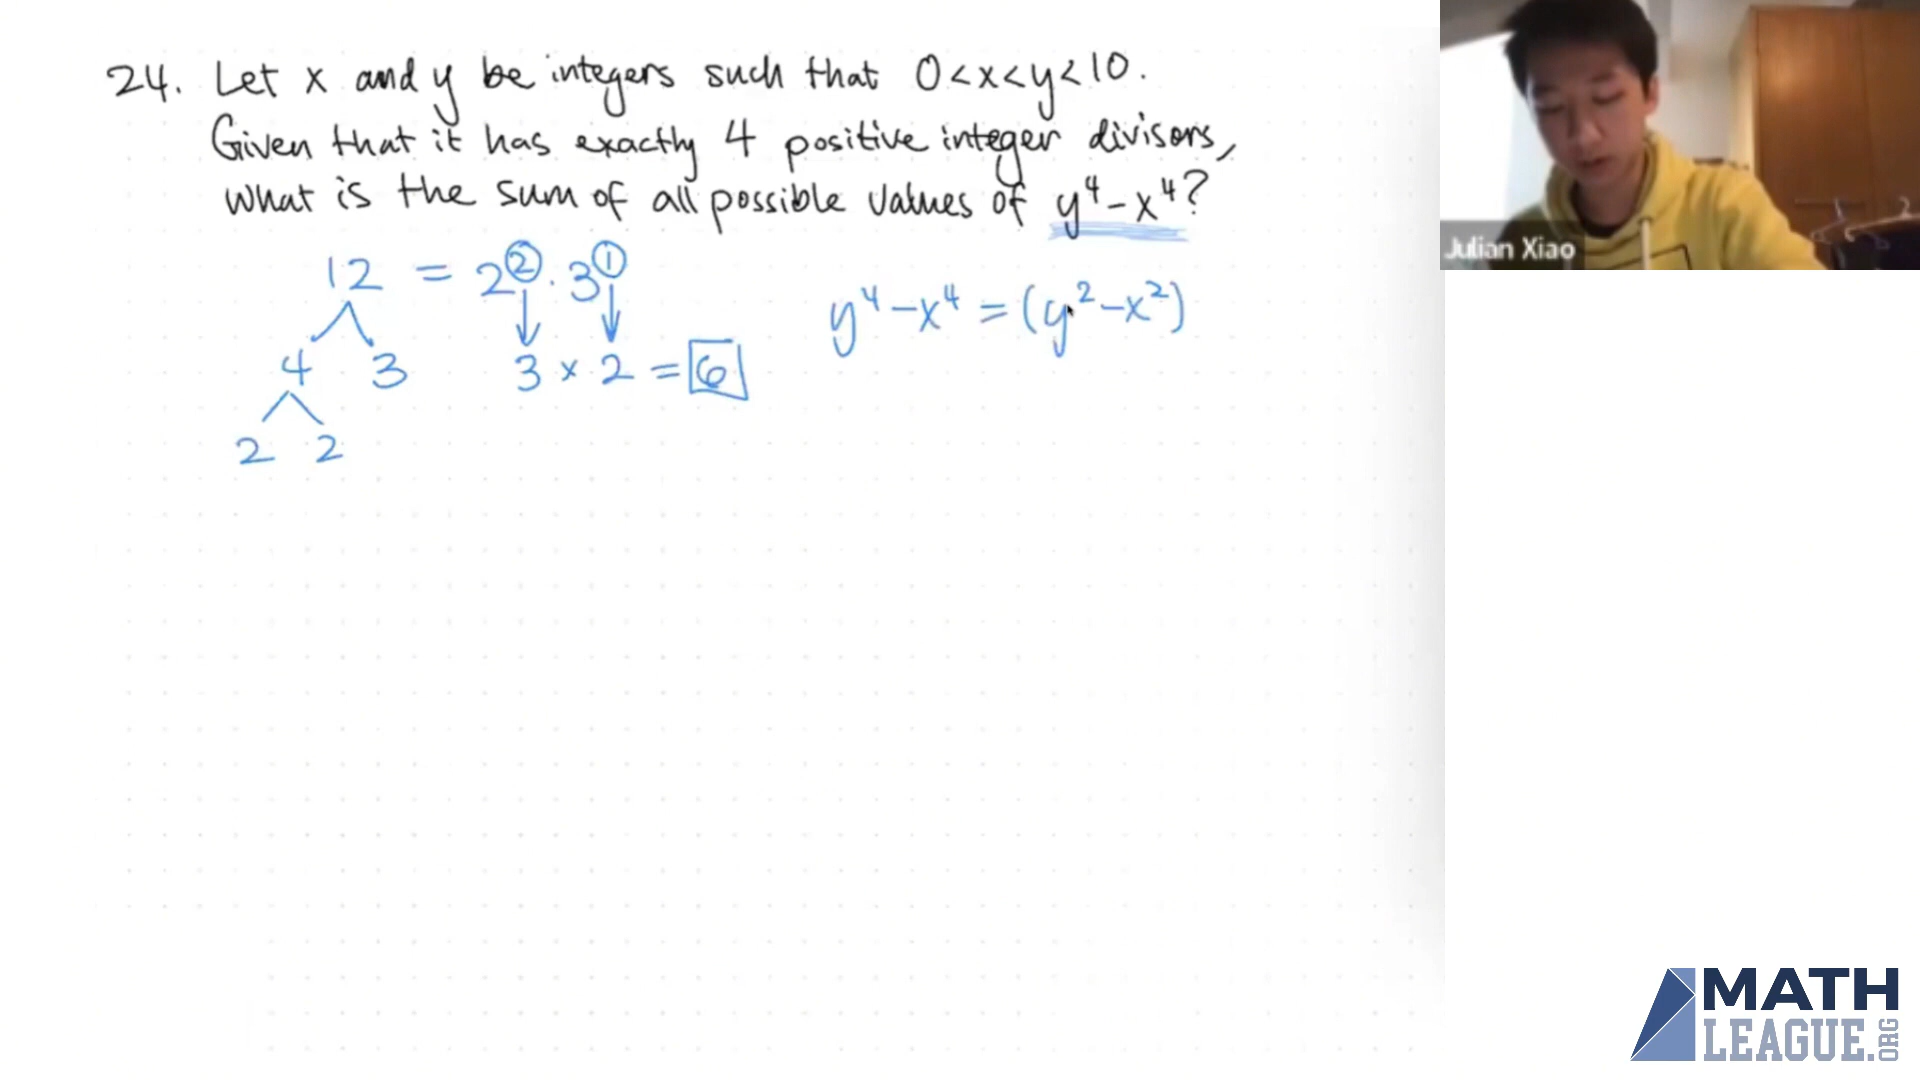 24. Let x and y be integers such that 0<x<y<10.
Given that it has exactly 4 positive integer divisors,
what is the sum of all possible values of y⁴-x⁴?
12 = 2² · 3¹
y⁴-x⁴ = (y²-x²)
4 3
3 × 2 = 6
2 2
Julian Xiao
MATH
LEAGUE.ORG